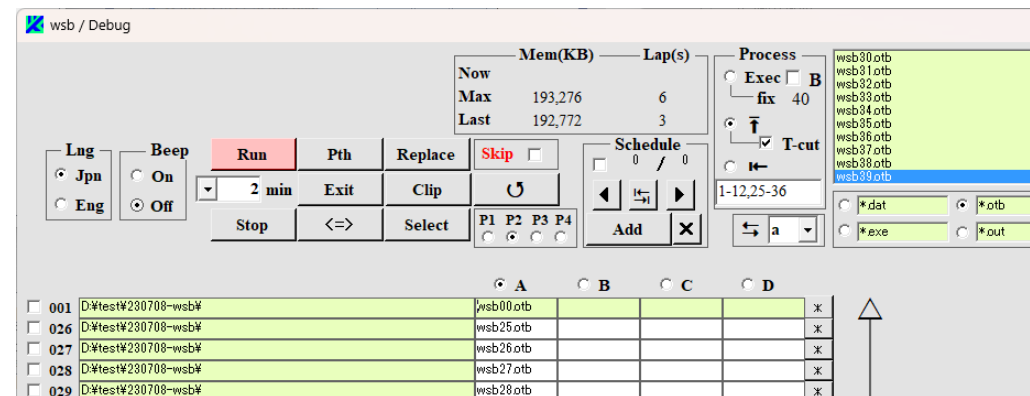 wsb / Debug
Mem(KB) Lap(s)
Now
Max 193,276 6
Last 192,772 3
Process
Exec B
fix 40
T-cut
1-12,25-36
a
wsb30.otb
wsb31.otb
wsb32.otb
wsb33.otb
wsb34.otb
wsb35.otb
wsb36.otb
wsb37.otb
wsb38.otb
wsb39.otb
*.dat *.otb
*.exe *.out
Lng
Jpn
Eng
Beep
On
Off
Run Pth Replace
2 min Exit Clip
Stop <=> Select
Skip
P1 P2 P3 P4
Schedule
0 / 0
Add
A B C D
001 D:¥test¥230708-wsb¥ wsb00.otb *
026 D:¥test¥230708-wsb¥ wsb25.otb *
027 D:¥test¥230708-wsb¥ wsb26.otb *
028 D:¥test¥230708-wsb¥ wsb27.otb *
029 D:¥test¥230708-wsb¥ wsb28.otb *